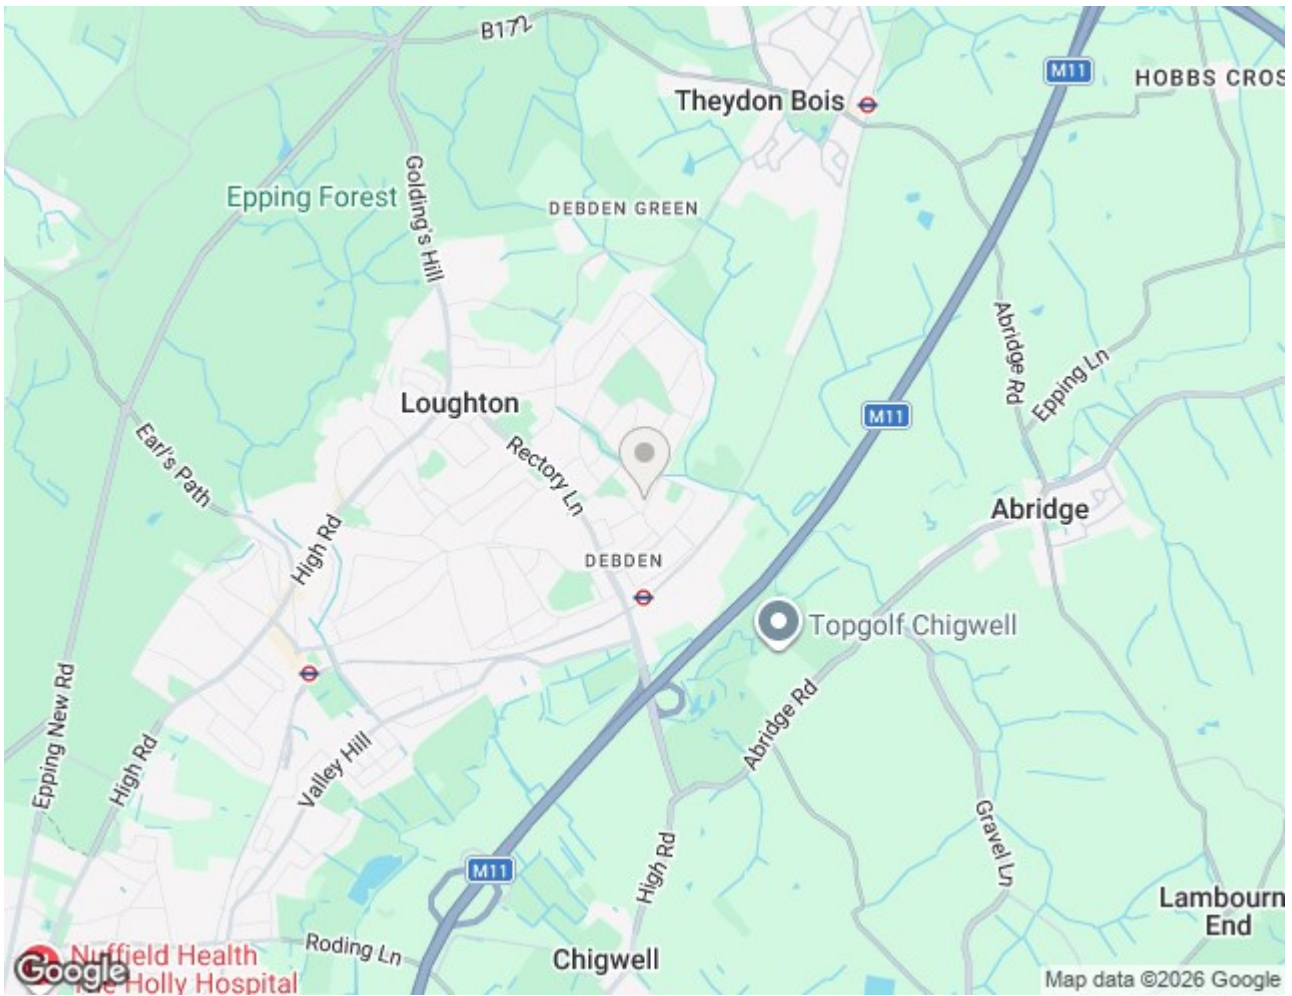 B172
M11
HOBBS CROS
Theydon Bois
Epping Forest
Golding's Hill
DEBDEN GREEN
Abridge Rd
Epping Ln
Loughton
M11
Earl's Path
Rectory Ln
Abridge
High Rd
DEBDEN
Topgolf Chigwell
Epping New Rd
High Rd
Valley Hill
Abridge Rd
Gravel Ln
High Rd
M11
Lambourn
End
Roding Ln
Chigwell
Nuffield Health
The Holly Hospital
Google
Map data ©2026 Google